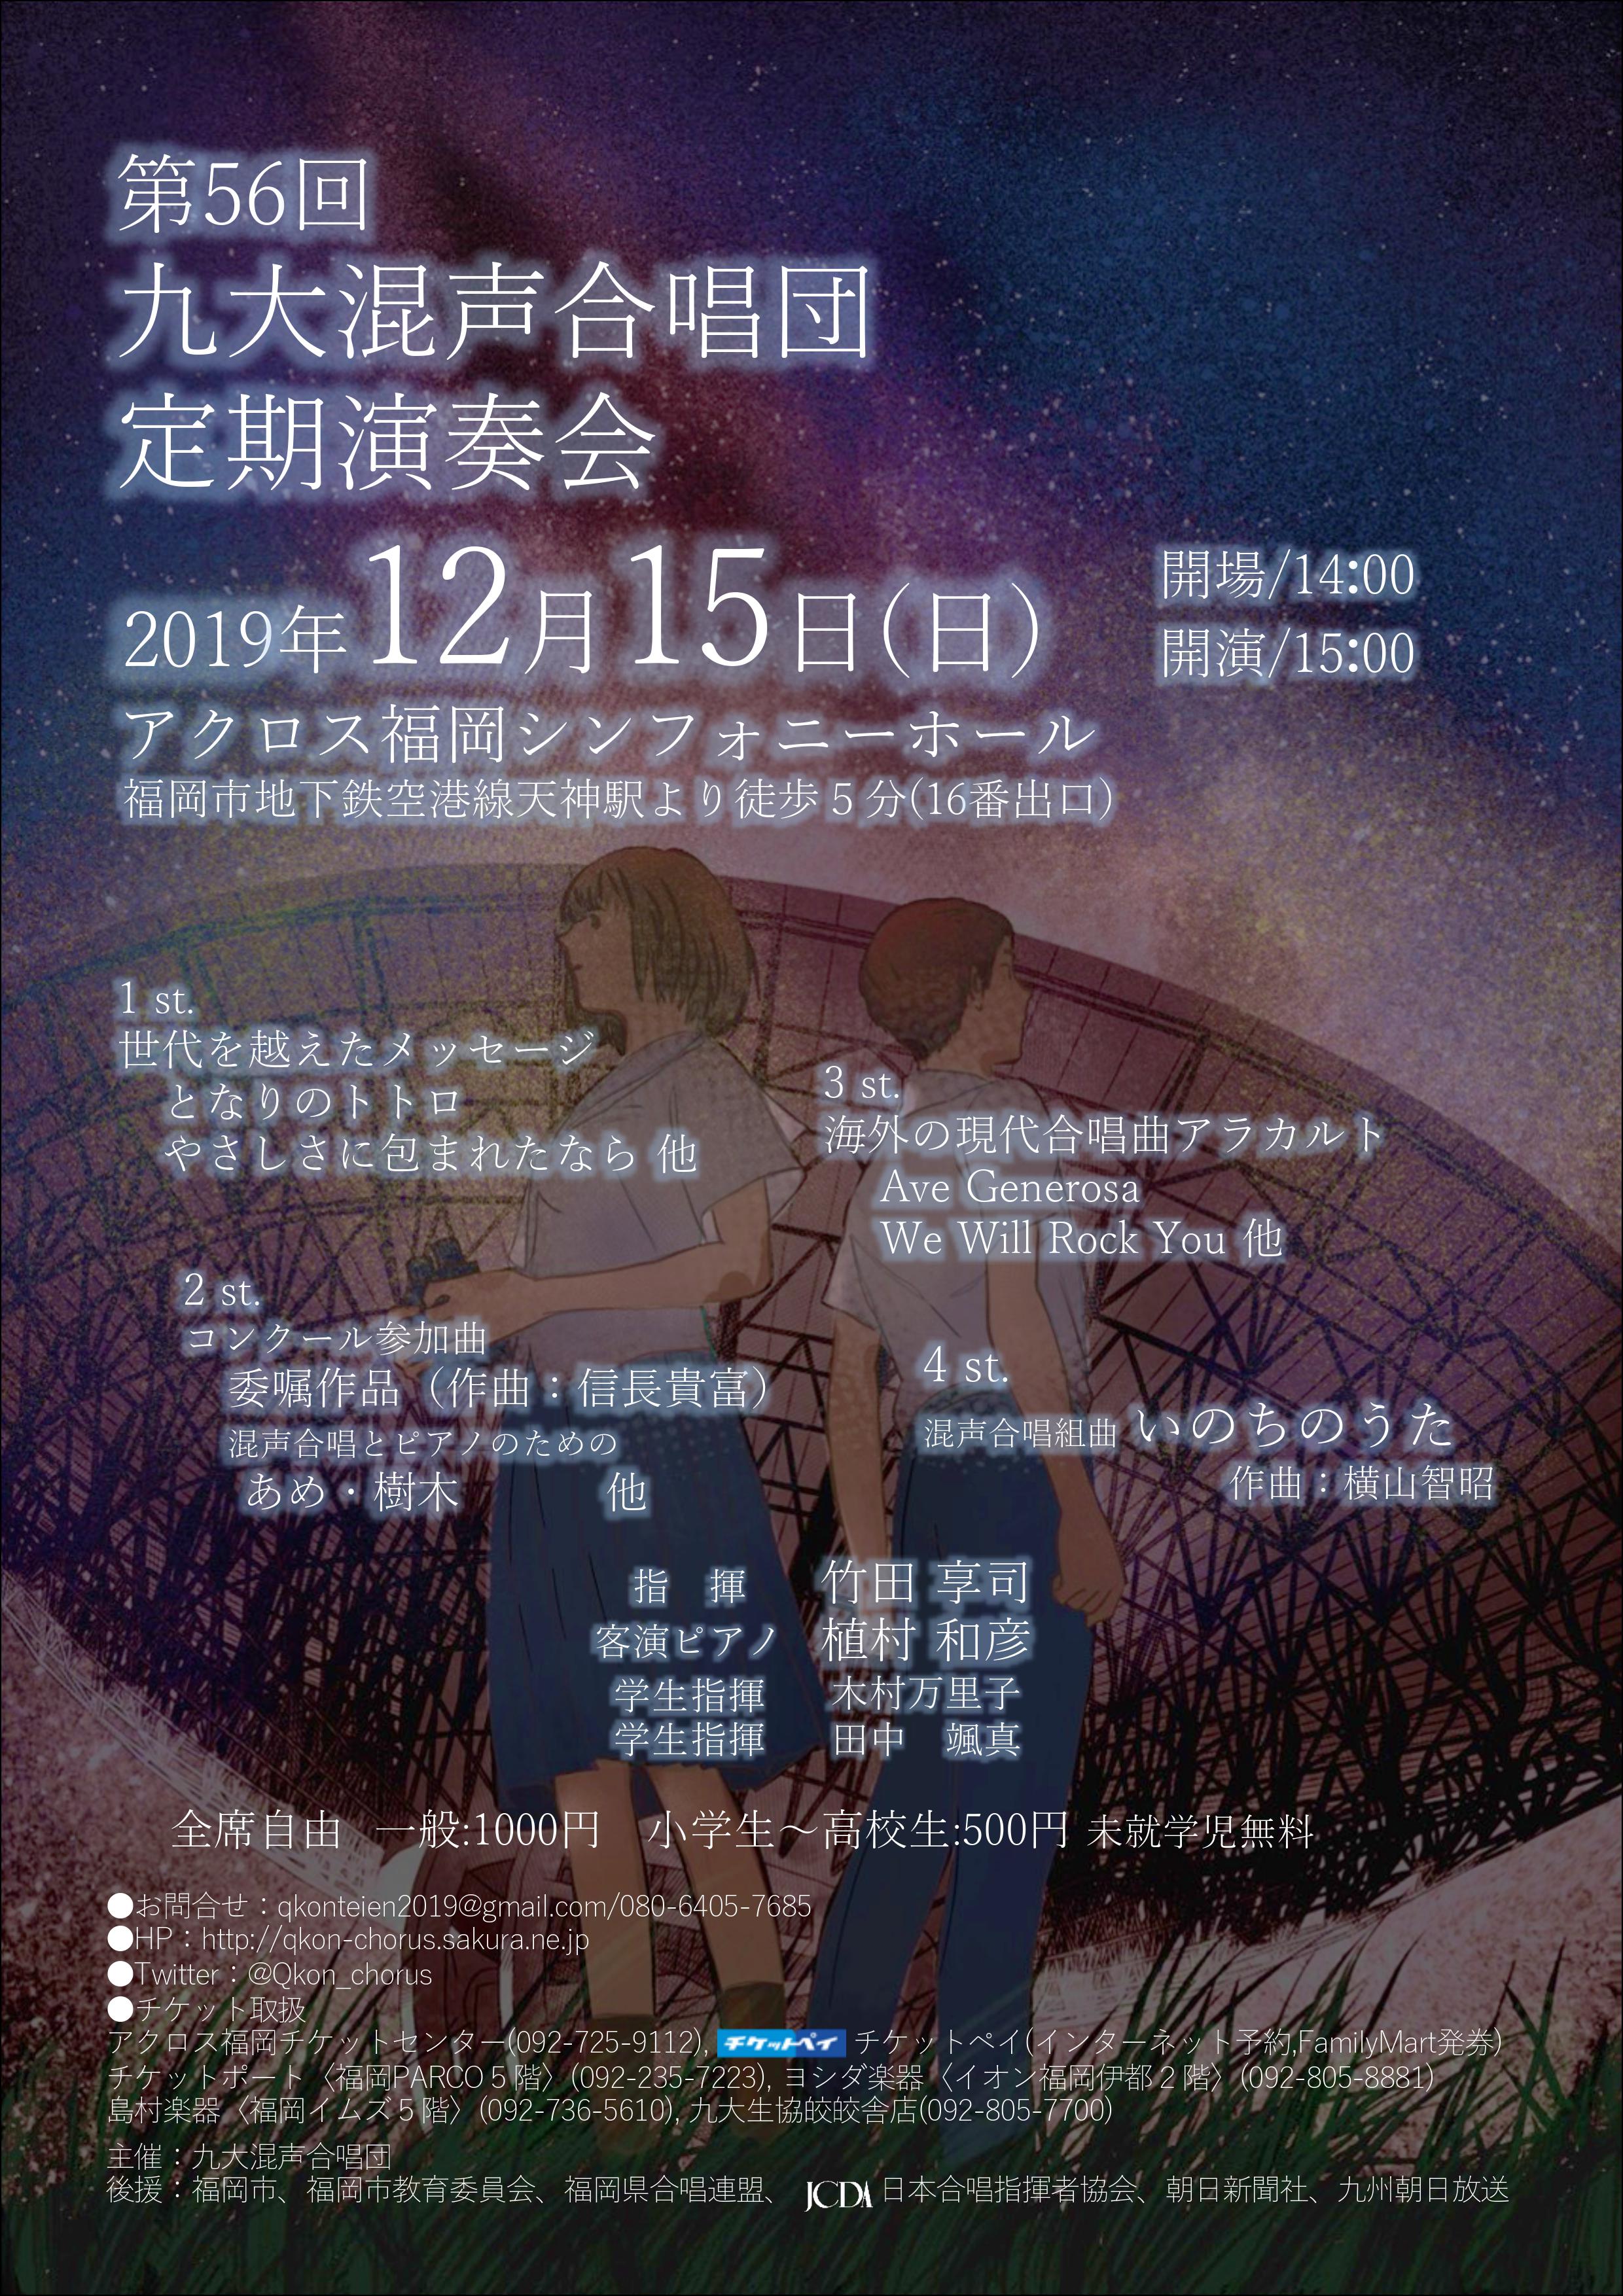 第56回
九大混声合唱団
定期演奏会
2019年12月15日(日)
開場/14:00
開演/15:00
アクロス福岡シンフォニーホール
福岡市地下鉄空港線天神駅より徒歩５分(16番出口)
1 st.
世代を越えたメッセージ
となりのトトロ
やさしさに包まれたなら 他
2 st.
コンクール参加曲
委嘱作品（作曲：信長貴富）
混声合唱とピアノのための
あめ・樹木 他
3 st.
海外の現代合唱曲アラカルト
Ave Generosa
We Will Rock You 他
4 st.
混声合唱組曲 いのちのうた
作曲：横山智昭
指 揮 竹田 享司
客演ピアノ 植村 和彦
学生指揮 木村万里子
学生指揮 田中 颯真
全席自由 一般:1000円 小学生～高校生:500円 未就学児無料
●お問合せ：qkonteien2019@gmail.com/080-6405-7685
●HP：http://qkon-chorus.sakura.ne.jp
●Twitter：@Qkon_chorus
●チケット取扱
アクロス福岡チケットセンター(092-725-9112), チケットペイ チケットペイ(インターネット予約,FamilyMart発券)
チケットポート〈福岡PARCO５階〉(092-235-7223), ヨシダ楽器〈イオン福岡伊都２階〉(092-805-8881)
島村楽器〈福岡イムズ５階〉(092-736-5610), 九大生協皎皎舎店(092-805-7700)
主催：九大混声合唱団
後援：福岡市、福岡市教育委員会、福岡県合唱連盟、 JCDA 日本合唱指揮者協会、朝日新聞社、九州朝日放送